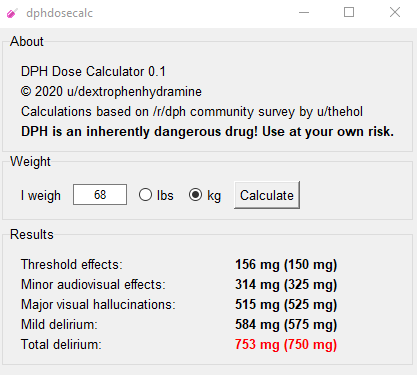 dphdosecalc
About
DPH Dose Calculator 0.1
© 2020 u/dextrophenhydramine
Calculations based on /r/dph community survey by u/thehol
DPH is an inherently dangerous drug! Use at your own risk.
Weight
I weigh 68 lbs kg Calculate
Results
Threshold effects: 156 mg (150 mg)
Minor audiovisual effects: 314 mg (325 mg)
Major visual hallucinations: 515 mg (525 mg)
Mild delirium: 584 mg (575 mg)
Total delirium: 753 mg (750 mg)